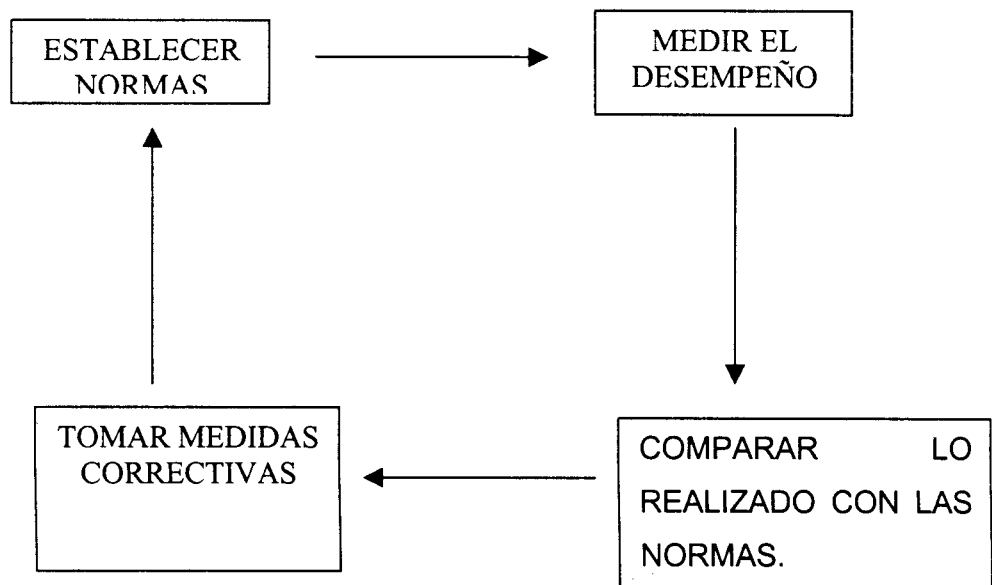 ESTABLECER
NORMAS
MEDIR EL
DESEMPEÑO
COMPARAR LO
REALIZADO CON LAS
NORMAS.
TOMAR MEDIDAS
CORRECTIVAS